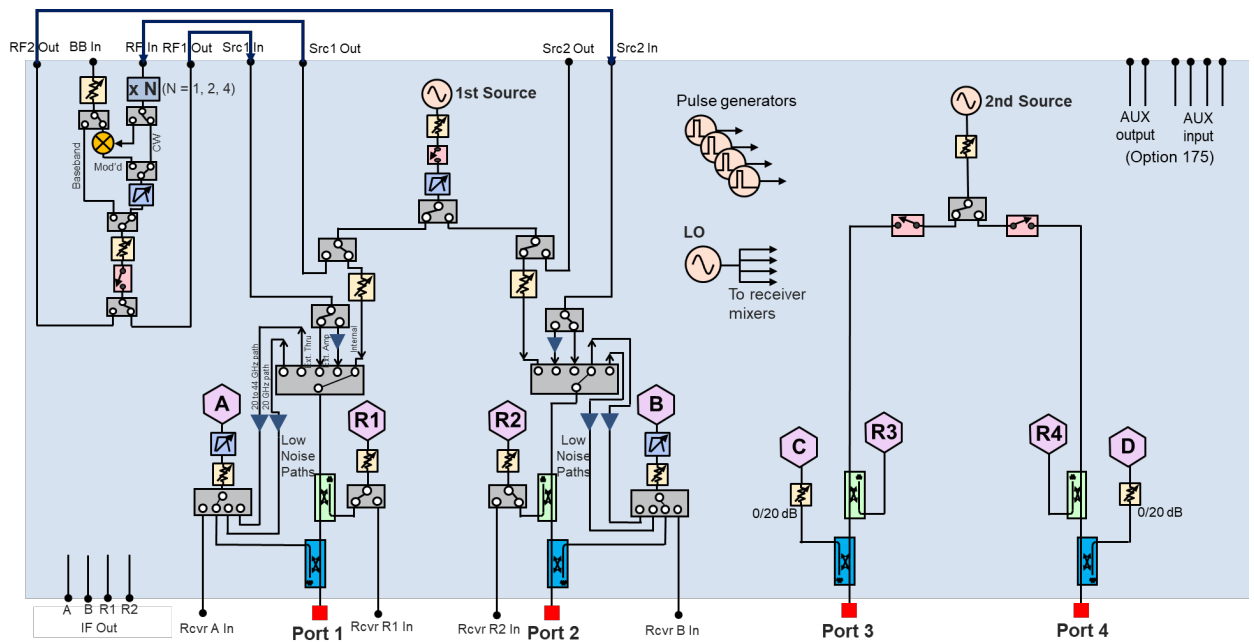 RF2 Out
BB In
RF In
RF1 Out
Src1 In
Src1 Out
Src2 Out
Src2 In
x N
(N = 1, 2, 4)
1st Source
Pulse generators
2nd Source
AUX
output
AUX
input
(Option 175)
Baseband
Mod'd
CW
LO
To receiver
mixers
20 to 44 GHz path
20 GHz path
Ext. Thru
Ext. Amp
Internal
A
R1
R2
B
C
R3
R4
D
Low
Noise
Paths
Low
Noise
Paths
0/20 dB
0/20 dB
A
B
R1
R2
IF Out
Rcvr A In
Port 1
Rcvr R1 In
Rcvr R2 In
Port 2
Rcvr B In
Port 3
Port 4